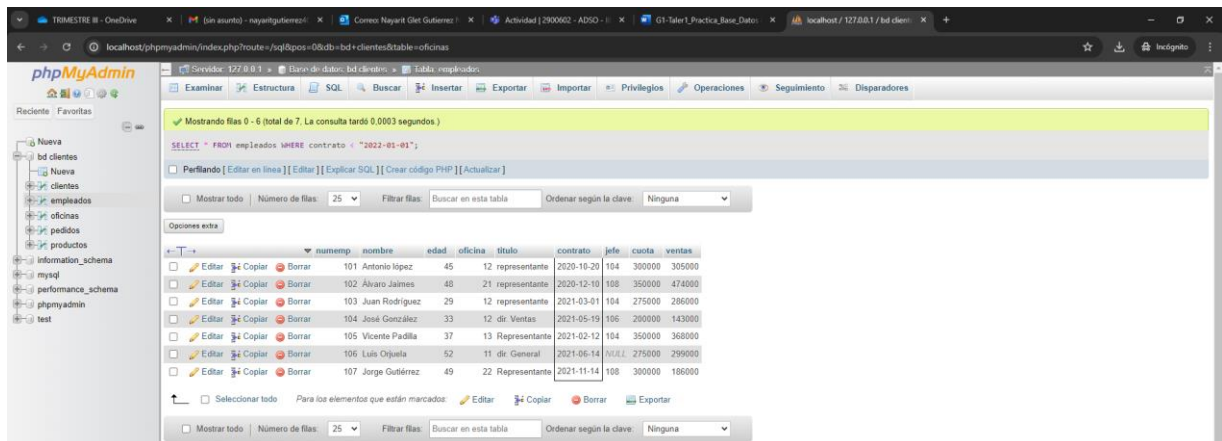 TRIMESTRE III - OneDrive
(sin asunto) - nayaritgutierrez4
Correo: Nayarit Glet Gutierrez
Actividad | 2900602 - ADSO -
G1-Taler1_Practica_Base_Datos
localhost / 127.0.0.1 / bd client
Incógnito
localhost/phpmyadmin/index.php?route=/sql&pos=0&db=bd+clientes&table=oficinas
phpMyAdmin
Reciente Favoritas
Nueva
bd clientes
Nueva
clientes
empleados
oficinas
pedidos
productos
information_schema
mysql
performance_schema
phpmyadmin
test
Servidor: 127.0.0.1 » Base de datos: bd clientes » Tabla: empleados
Examinar Estructura SQL Buscar Insertar Exportar Importar Privilegios Operaciones Seguimiento Disparadores
Mostrando filas 0 - 6 (total de 7, La consulta tardó 0,0003 segundos.)
SELECT * FROM empleados WHERE contrato < "2022-01-01";
Perfilando [ Editar en línea ] [ Editar ] [ Explicar SQL ] [ Crear código PHP ] [ Actualizar ]
Mostrar todo | Número de filas: 25 Filtrar filas: Buscar en esta tabla Ordenar según la clave: Ninguna
Opciones extra
numemp nombre edad oficina titulo contrato jefe cuota ventas
Editar Copiar Borrar 101 Antonio lópez 45 12 representante 2020-10-20 104 300000 305000
Editar Copiar Borrar 102 Álvaro Jaimes 48 21 representante 2020-12-10 108 350000 474000
Editar Copiar Borrar 103 Juan Rodríguez 29 12 representante 2021-03-01 104 275000 286000
Editar Copiar Borrar 104 José González 33 12 dir. Ventas 2021-05-19 106 200000 143000
Editar Copiar Borrar 105 Vicente Padilla 37 13 Representante 2021-02-12 104 350000 368000
Editar Copiar Borrar 106 Luis Orjuela 52 11 dir. General 2021-06-14 NULL 275000 299000
Editar Copiar Borrar 107 Jorge Gutiérrez 49 22 Representante 2021-11-14 108 300000 186000
Seleccionar todo Para los elementos que están marcados: Editar Copiar Borrar Exportar
Mostrar todo | Número de filas: 25 Filtrar filas: Buscar en esta tabla Ordenar según la clave: Ninguna